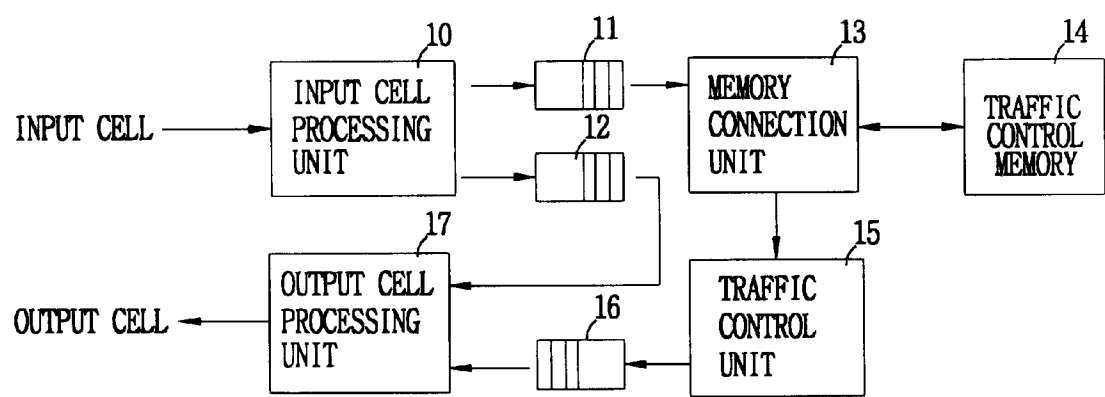 10
11
13
14
INPUT CELL
INPUT CELL
PROCESSING
UNIT
12
MEMORY
CONNECTION
UNIT
TRAFFIC
CONTROL
MEMORY
17
15
OUTPUT CELL
OUTPUT CELL
PROCESSING
UNIT
16
TRAFFIC
CONTROL
UNIT